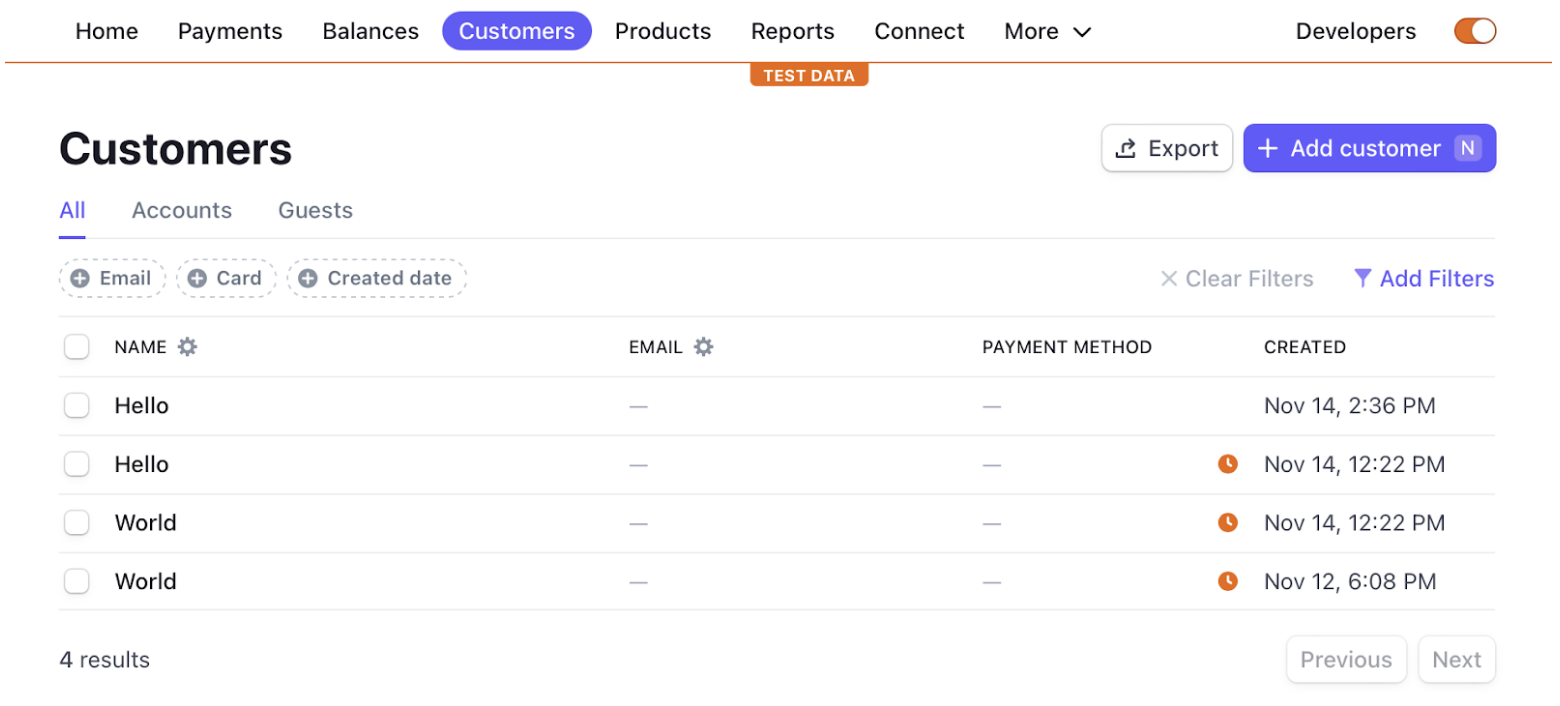 Home Payments Balances Customers Products Reports Connect More Developers
TEST DATA
Customers Export Add customer N
All Accounts Guests
Email Card Created date Clear Filters Add Filters
NAME EMAIL PAYMENT METHOD CREATED
Hello — — Nov 14, 2:36 PM
Hello — — Nov 14, 12:22 PM
World — — Nov 14, 12:22 PM
World — — Nov 12, 6:08 PM
4 results Previous Next